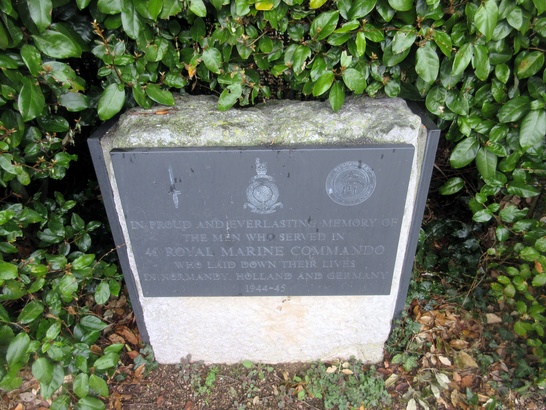 IN PROUD AND EVERLASTING MEMORY OF
THE MEN WHO SERVED IN
ROYAL MARINE COMMANDO
WHO LAID DOWN THEIR LIVES
IN NORMANDY, HOLLAND AND GERMANY
1944-45